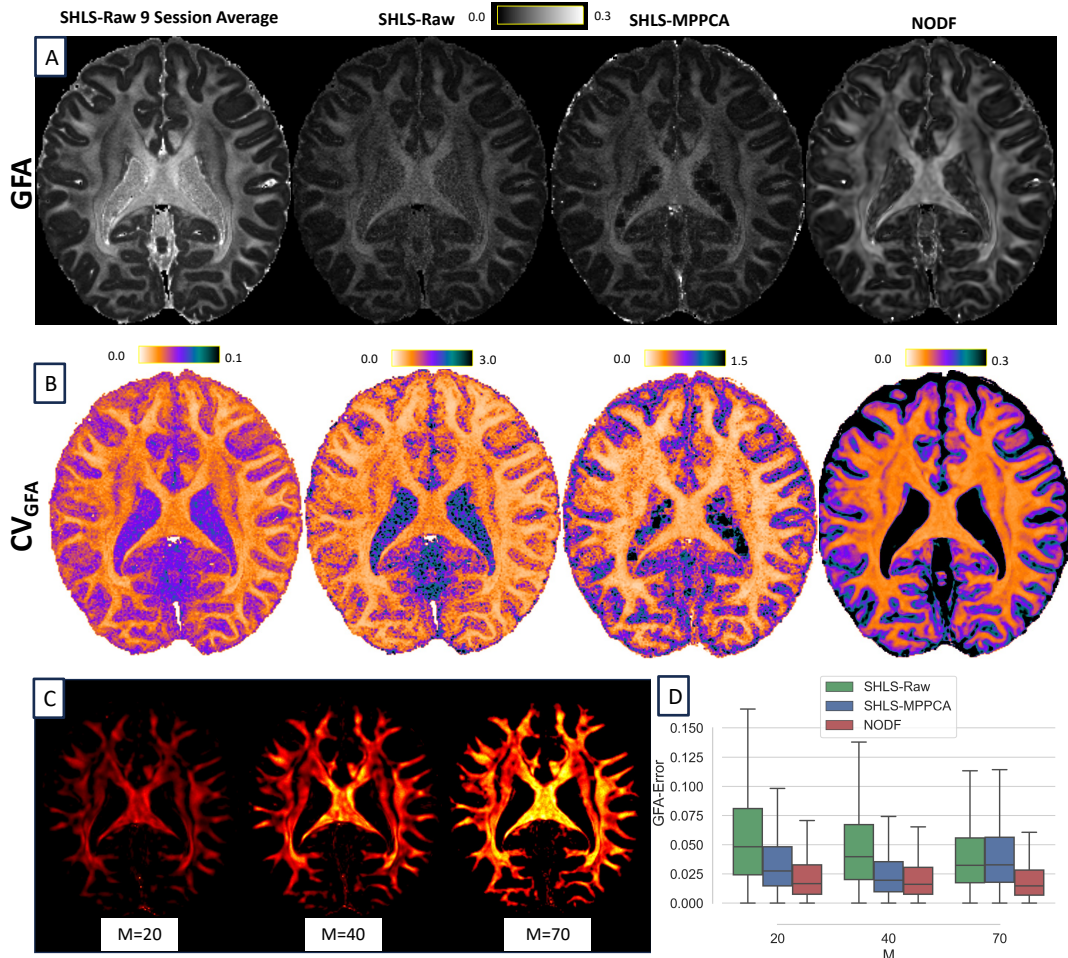 SHLS-Raw 9 Session Average
SHLS-Raw
0.0
0.3
SHLS-MPPCA
NODF
A
GFA
B
0.0
0.1
0.0
3.0
0.0
1.5
0.0
0.3
CV_GFA
C
M=20
M=40
M=70
D
SHLS-Raw
SHLS-MPPCA
NODF
GFA-Error
0.150
0.125
0.100
0.075
0.050
0.025
0.000
20
40
70
M